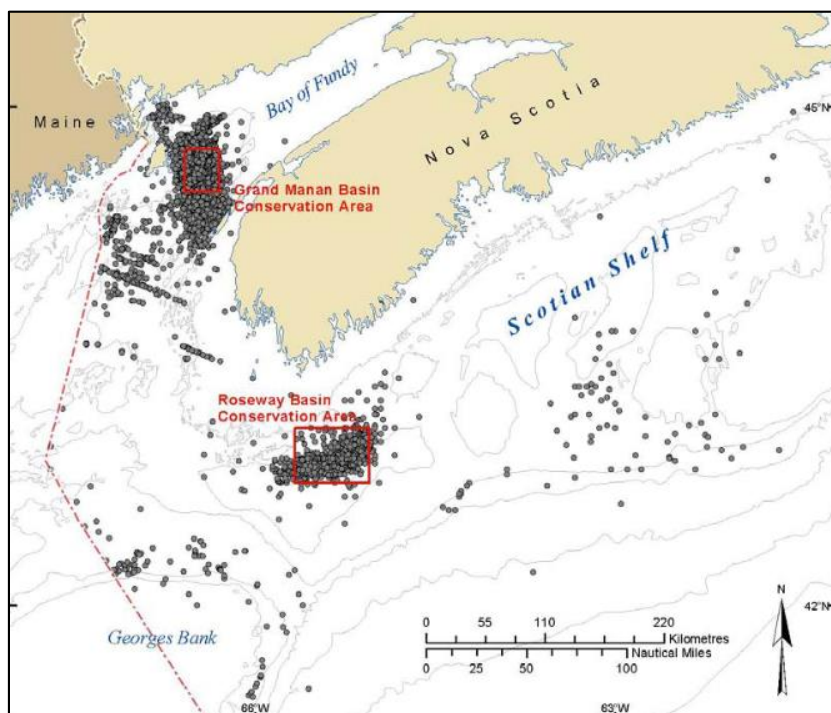 Bay of Fundy
45°N
Maine
Nova Scotia
Grand Manan Basin
Conservation Area
Scotian Shelf
Roseway Basin
Conservation Area
N
42°N
Georges Bank
0 55 110 220
Kilometres
Nautical Miles
0 25 50 100
66°W
63°W